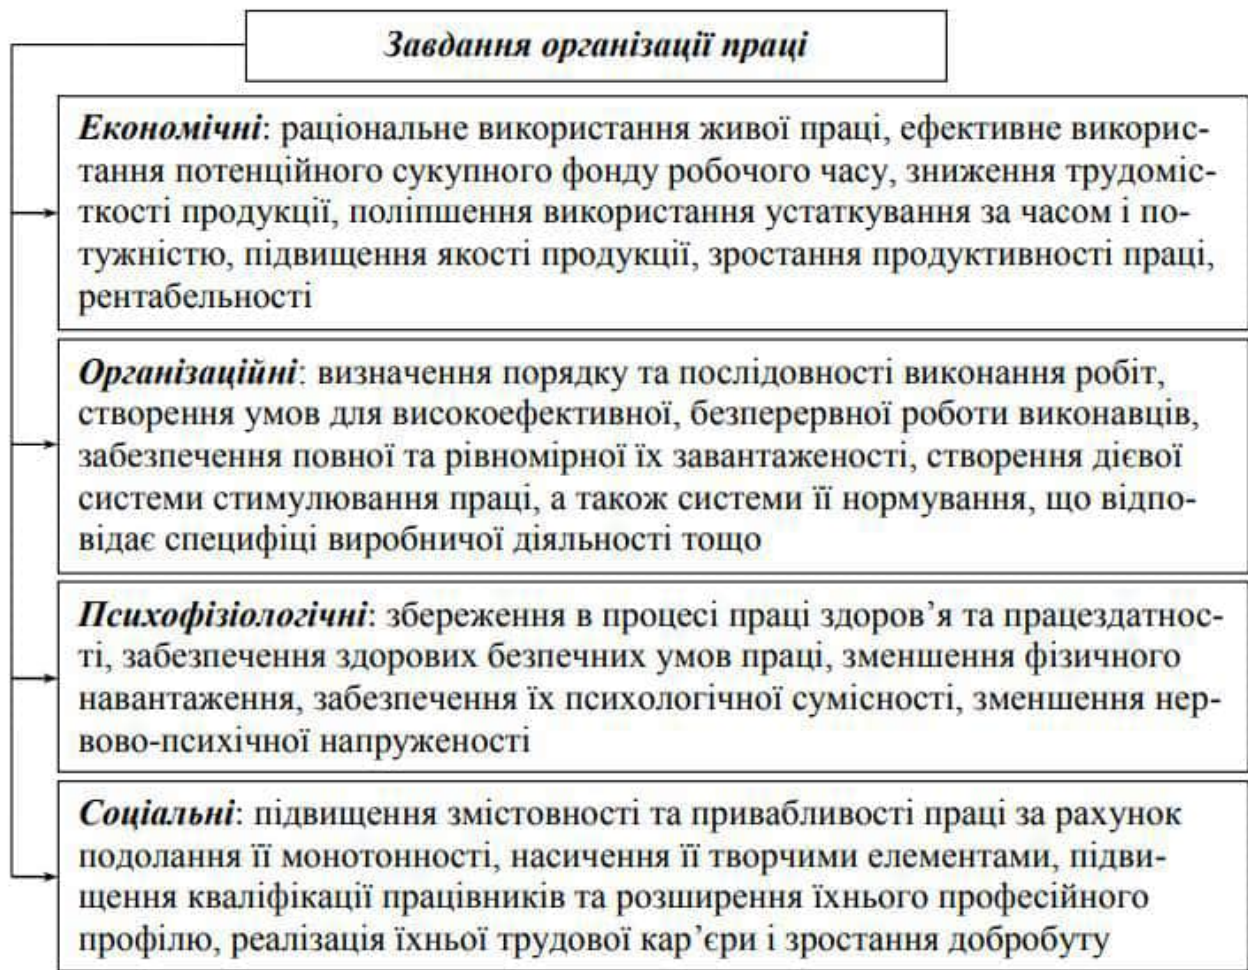 Завдання організації праці
Економічні: раціональне використання живої праці, ефективне викорис-
тання потенційного сукупного фонду робочого часу, зниження трудоміс-
ткості продукції, поліпшення використання устаткування за часом і по-
тужністю, підвищення якості продукції, зростання продуктивності праці,
рентабельності
Організаційні: визначення порядку та послідовності виконання робіт,
створення умов для високоефективної, безперервної роботи виконавців,
забезпечення повної та рівномірної їх завантаженості, створення дієвої
системи стимулювання праці, а також системи її нормування, що відпо-
відає специфіці виробничої діяльності тощо
Психофізіологічні: збереження в процесі праці здоров’я та працездатнос-
ті, забезпечення здорових безпечних умов праці, зменшення фізичного
навантаження, забезпечення їх психологічної сумісності, зменшення нер-
вово-психічної напруженості
Соціальні: підвищення змістовності та привабливості праці за рахунок
подолання її монотонності, насичення її творчими елементами, підви-
щення кваліфікації працівників та розширення їхнього професійного
профілю, реалізація їхньої трудової кар’єри і зростання добробуту